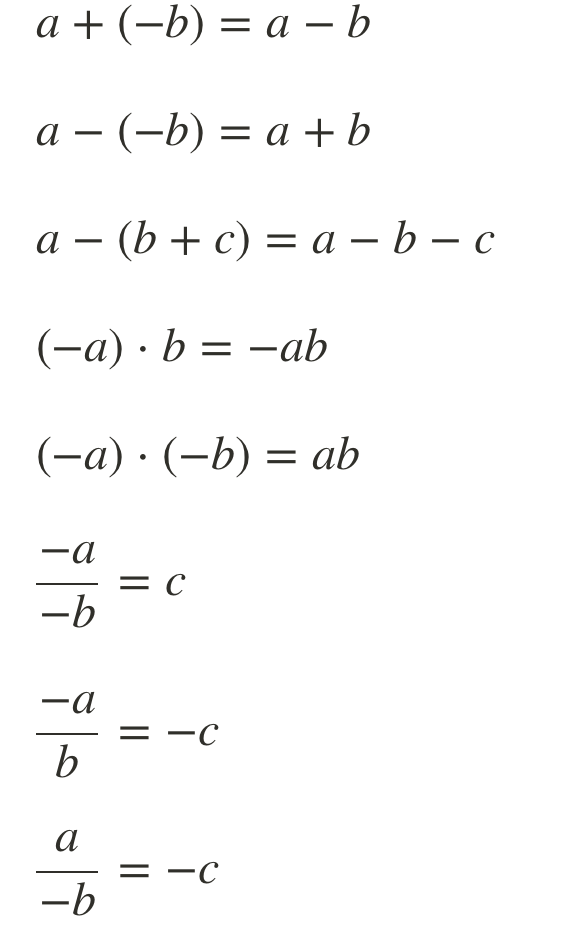 a + (−b) = a − b
a − (−b) = a + b
a − (b + c) = a − b − c
(−a) · b = −ab
(−a) · (−b) = ab
−a/−b = c
−a/b = −c
a/−b = −c